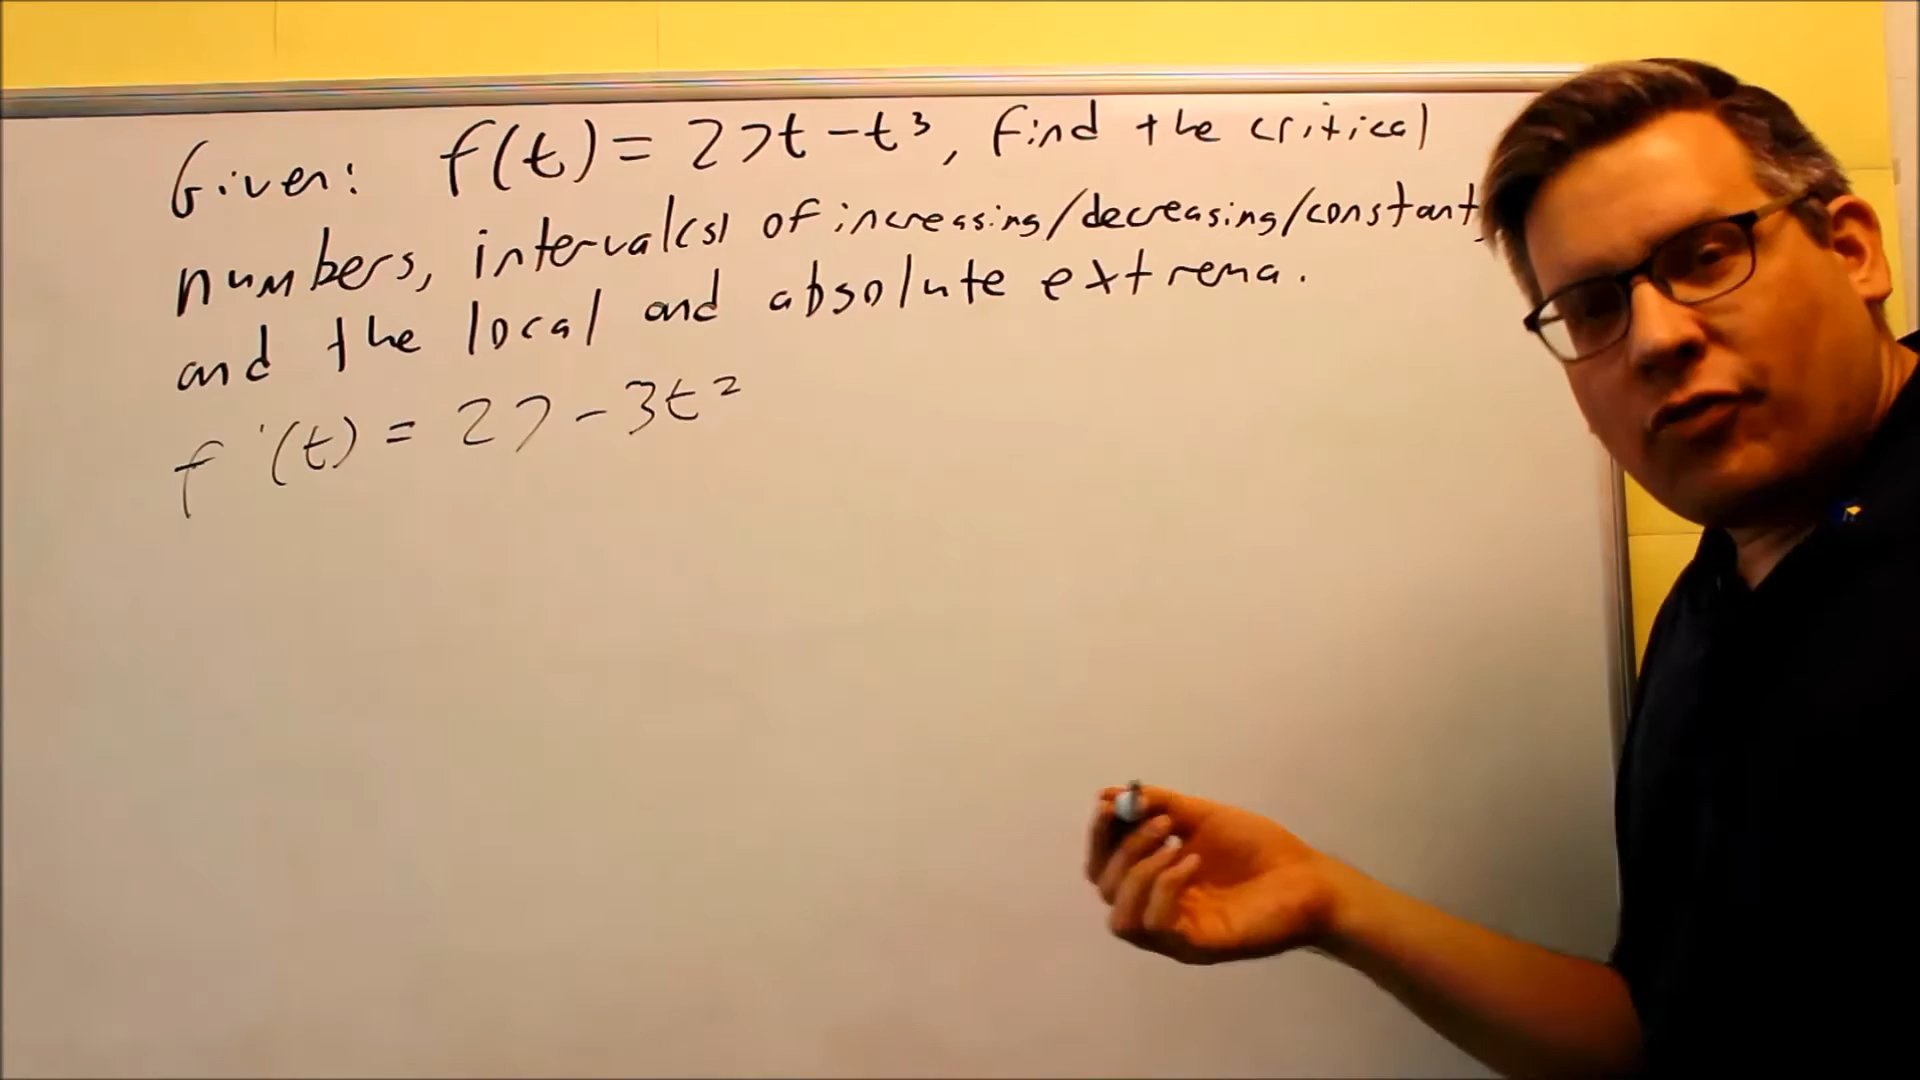 Given: f(t) = 27t - t³, find the critical
numbers, interval(s) of increasing/decreasing/constant,
and the local and absolute extrema.
f'(t) = 27 - 3t²